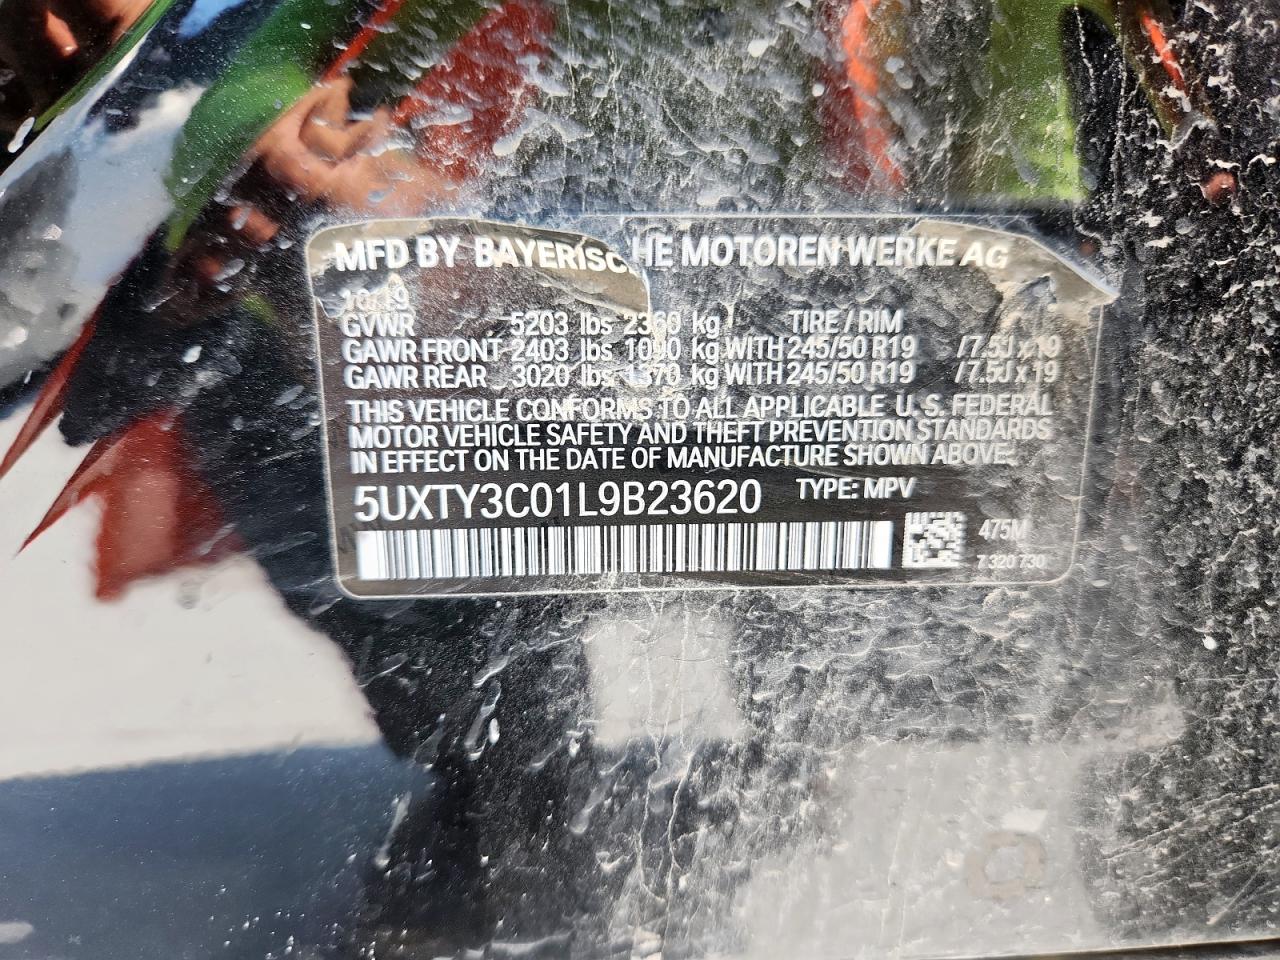 MFD BY BAYERISCHE MOTOREN WERKE AG
10/19
GVWR 5203 lbs 2360 kg TIRE / RIM
GAWR FRONT 2403 lbs 1090 kg WITH 245/50 R19 /7.5J x 19
GAWR REAR 3020 lbs 1370 kg WITH 245/50 R19 /7.5J x 19
THIS VEHICLE CONFORMS TO ALL APPLICABLE U. S. FEDERAL
MOTOR VEHICLE SAFETY AND THEFT PREVENTION STANDARDS
IN EFFECT ON THE DATE OF MANUFACTURE SHOWN ABOVE.
5UXTY3C01L9B23620 TYPE: MPV
475M
7 320 730